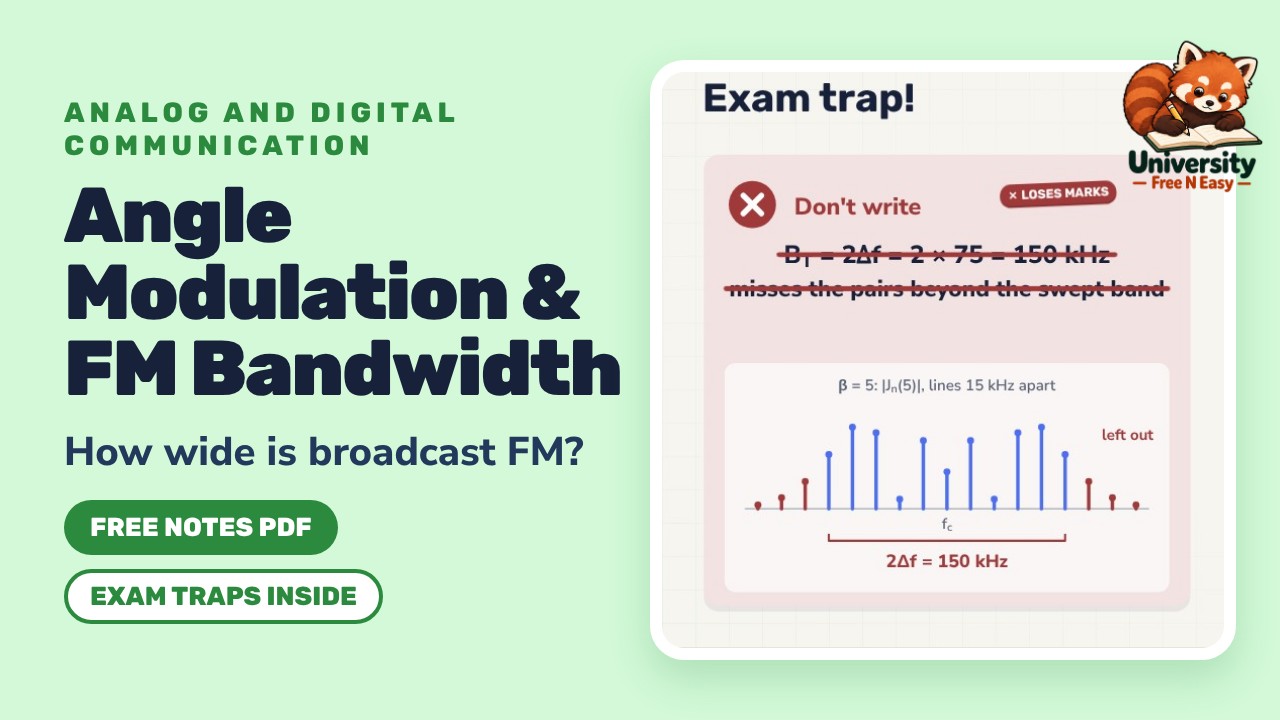 ANALOG AND DIGITAL
COMMUNICATION
Angle
Modulation &
FM Bandwidth
How wide is broadcast FM?
FREE NOTES PDF
EXAM TRAPS INSIDE
Exam trap!
Don't write
× LOSES MARKS
B_T = 2Δf = 2 × 75 = 150 kHz
misses the pairs beyond the swept band
β = 5: |Jₙ(5)|, lines 15 kHz apart
left out
f_c
2Δf = 150 kHz
University
Free N Easy